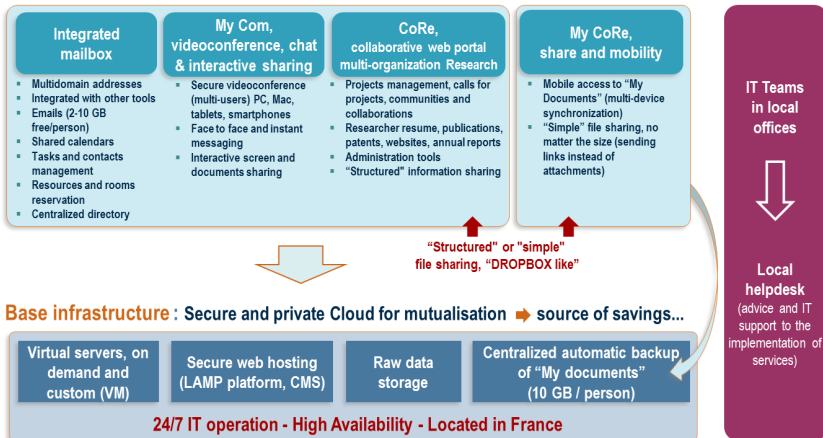 Integrated
mailbox
Multidomain addresses
Integrated with other tools
Emails (2-10 GB
free/person)
Shared calendars
Tasks and contacts
management
Resources and rooms
reservation
Centralized directory
My Com,
videoconference, chat
& interactive sharing
Secure videoconference
(multi-users) PC, Mac,
tablets, smartphones
Face to face and instant
messaging
Interactive screen and
documents sharing
CoRe,
collaborative web portal
multi-organization Research
Projects management, calls for
projects, communities and
collaborations
Researcher resume, publications,
patents, websites, annual reports
Administration tools
“Structured" information sharing
My CoRe,
share and mobility
Mobile access to “My
Documents” (multi-device
synchronization)
“Simple” file sharing, no
matter the size (sending
links instead of
attachments)
“Structured" or "simple"
file sharing, “DROPBOX like”
IT Teams
in local
offices
Local
helpdesk
(advice and IT
support to the
implementation of
services)
Base infrastructure : Secure and private Cloud for mutualisation ➡ source of savings...
Virtual servers, on
demand and
custom (VM)
Secure web hosting
(LAMP platform, CMS)
Raw data
storage
Centralized automatic backup
of “My documents”
(10 GB / person)
24/7 IT operation - High Availability - Located in France